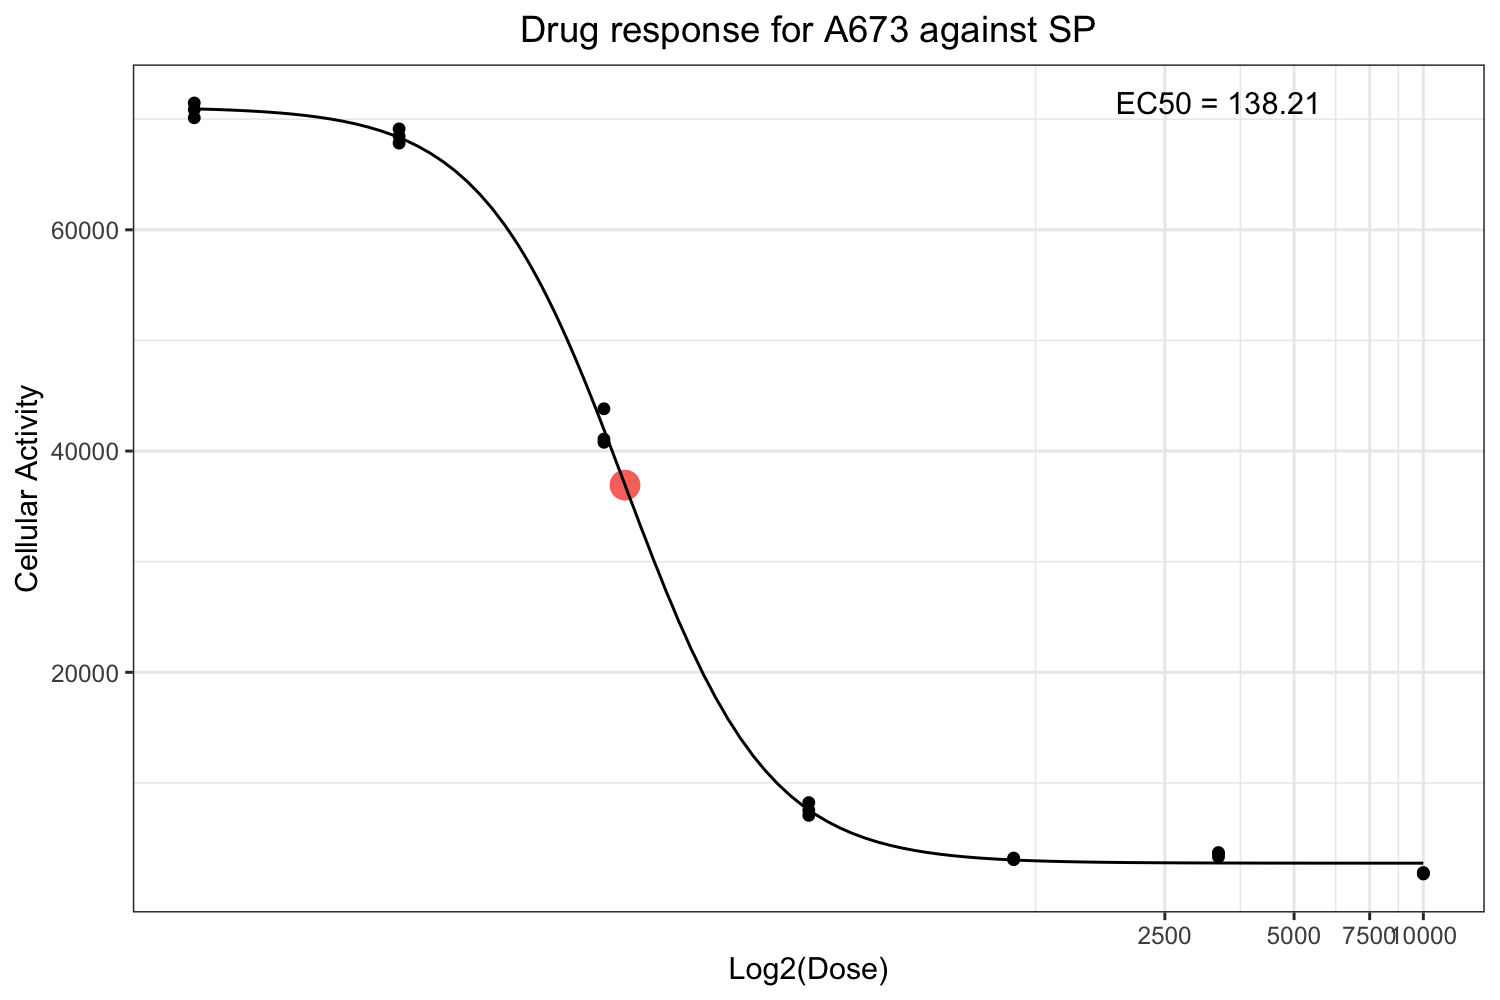 Drug response for A673 against SP
EC50 = 138.21
60000
40000
20000
Cellular Activity
2500 5000 7500 10000
Log2(Dose)